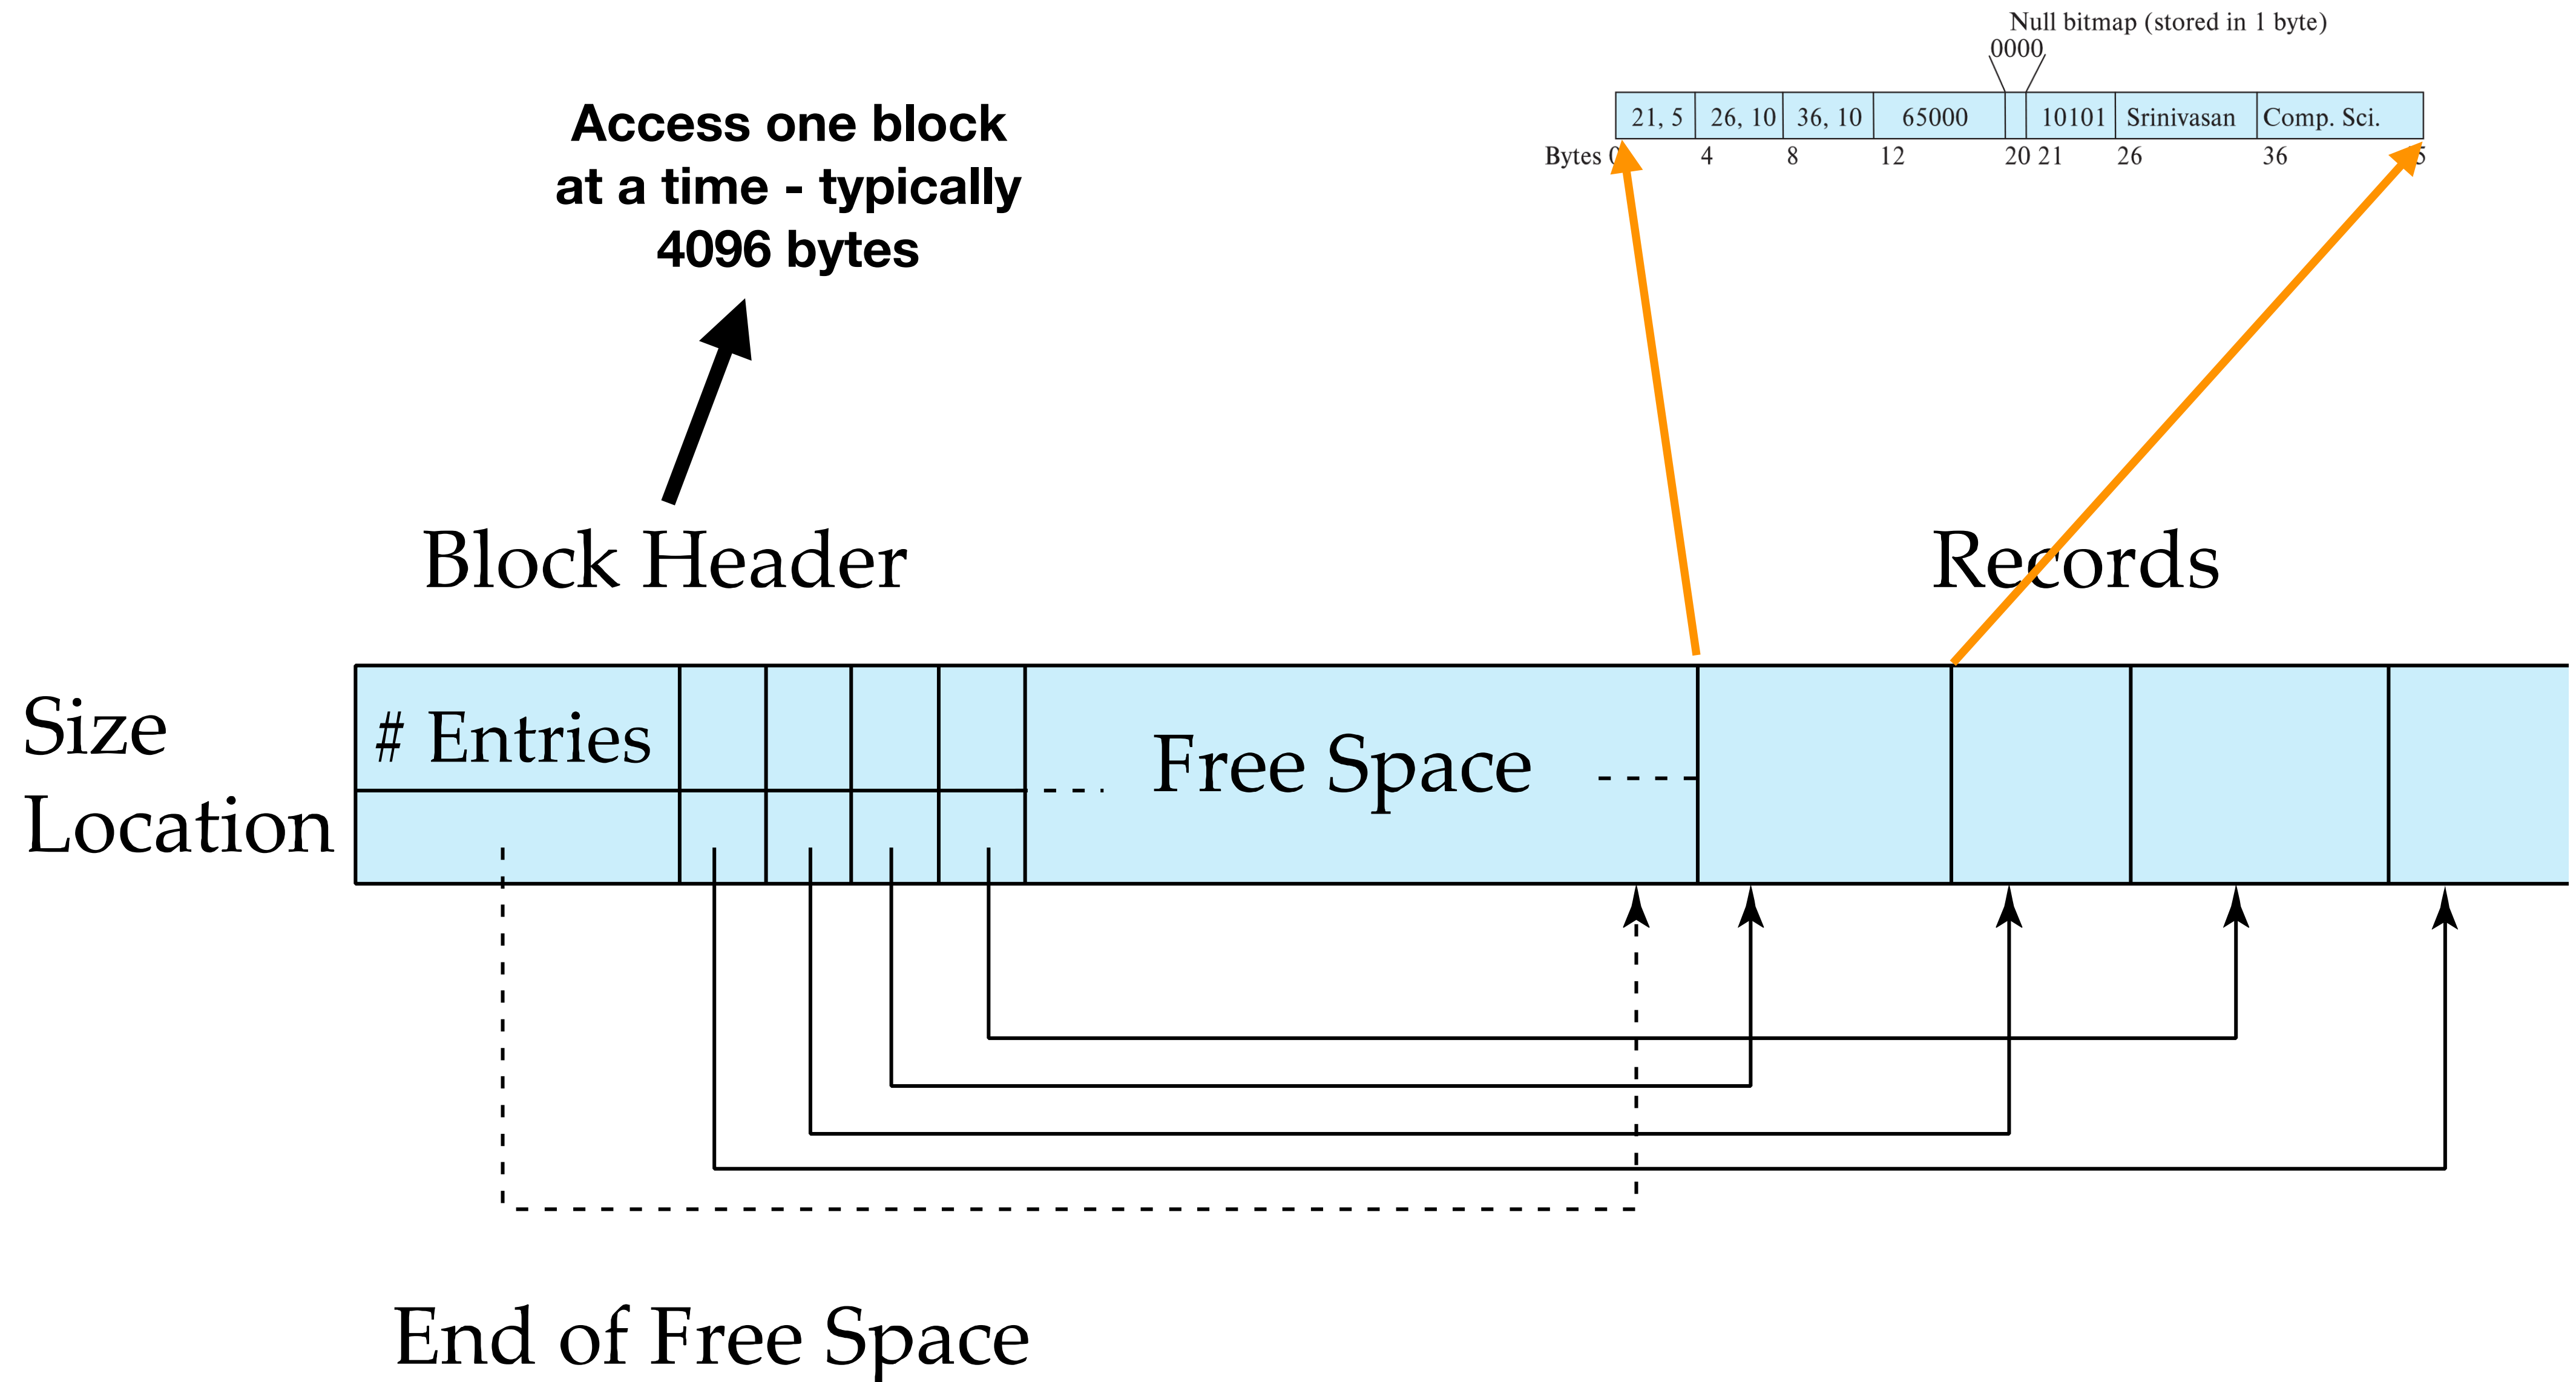 Null bitmap (stored in 1 byte)
0000
21, 5 26, 10 36, 10 65000 10101 Srinivasan Comp. Sci.
Bytes 0 4 8 12 20 21 26 36
Access one block
at a time - typically
4096 bytes
Block Header
Records
Size
Location
# Entries
Free Space
End of Free Space